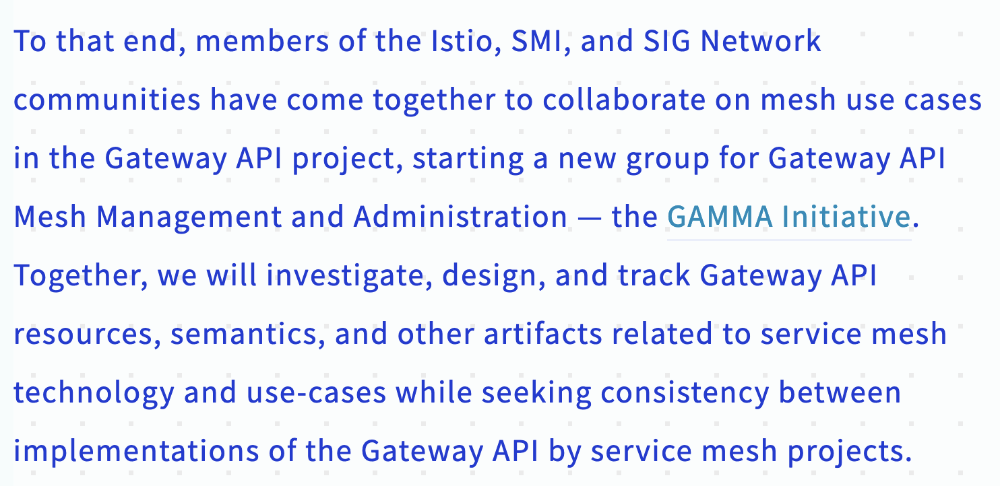 To that end, members of the Istio, SMI, and SIG Network
communities have come together to collaborate on mesh use cases
in the Gateway API project, starting a new group for Gateway API
Mesh Management and Administration — the GAMMA Initiative.
Together, we will investigate, design, and track Gateway API
resources, semantics, and other artifacts related to service mesh
technology and use-cases while seeking consistency between
implementations of the Gateway API by service mesh projects.